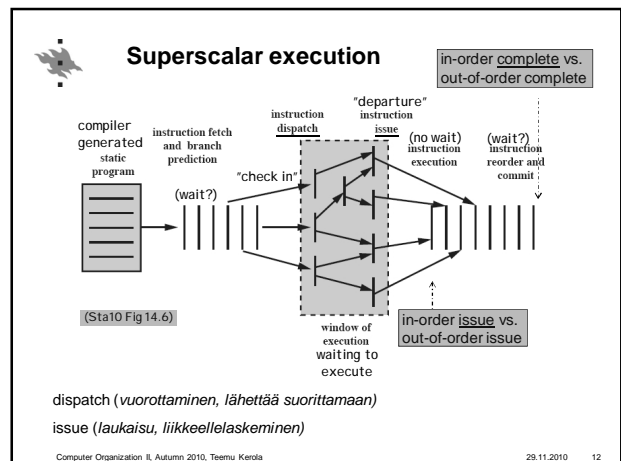 Superscalar execution
in-order complete vs.
out-of-order complete
"departure"
compiler
generated
static
program
instruction fetch
and branch
prediction
instruction
dispatch
instruction
issue
(no wait)
instruction
execution
(wait?)
instruction
reorder and
commit
"check in"
(wait?)
(Sta10 Fig 14.6)
window of
execution
waiting to
execute
in-order issue vs.
out-of-order issue
dispatch (vuorottaminen, lähettää suorittamaan)
issue (laukaisu, liikkeellelaskeminen)
Computer Organization II, Autumn 2010, Teemu Kerola
29.11.2010
12